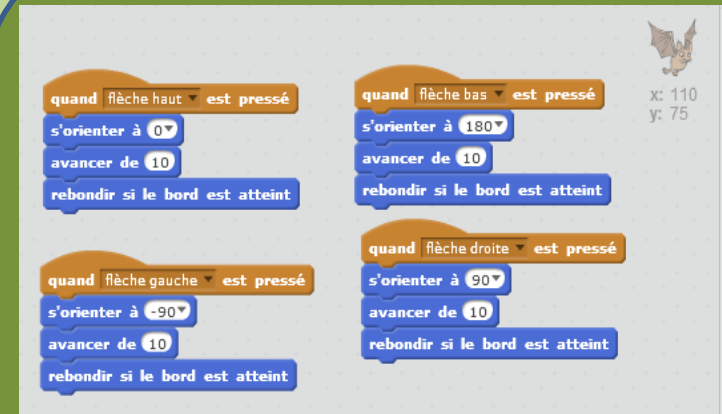 quand flèche haut est pressé
s'orienter à 0
avancer de 10
rebondir si le bord est atteint
quand flèche bas est pressé
s'orienter à 180
avancer de 10
rebondir si le bord est atteint
x: 110
y: 75
quand flèche gauche est pressé
s'orienter à -90
avancer de 10
rebondir si le bord est atteint
quand flèche droite est pressé
s'orienter à 90
avancer de 10
rebondir si le bord est atteint